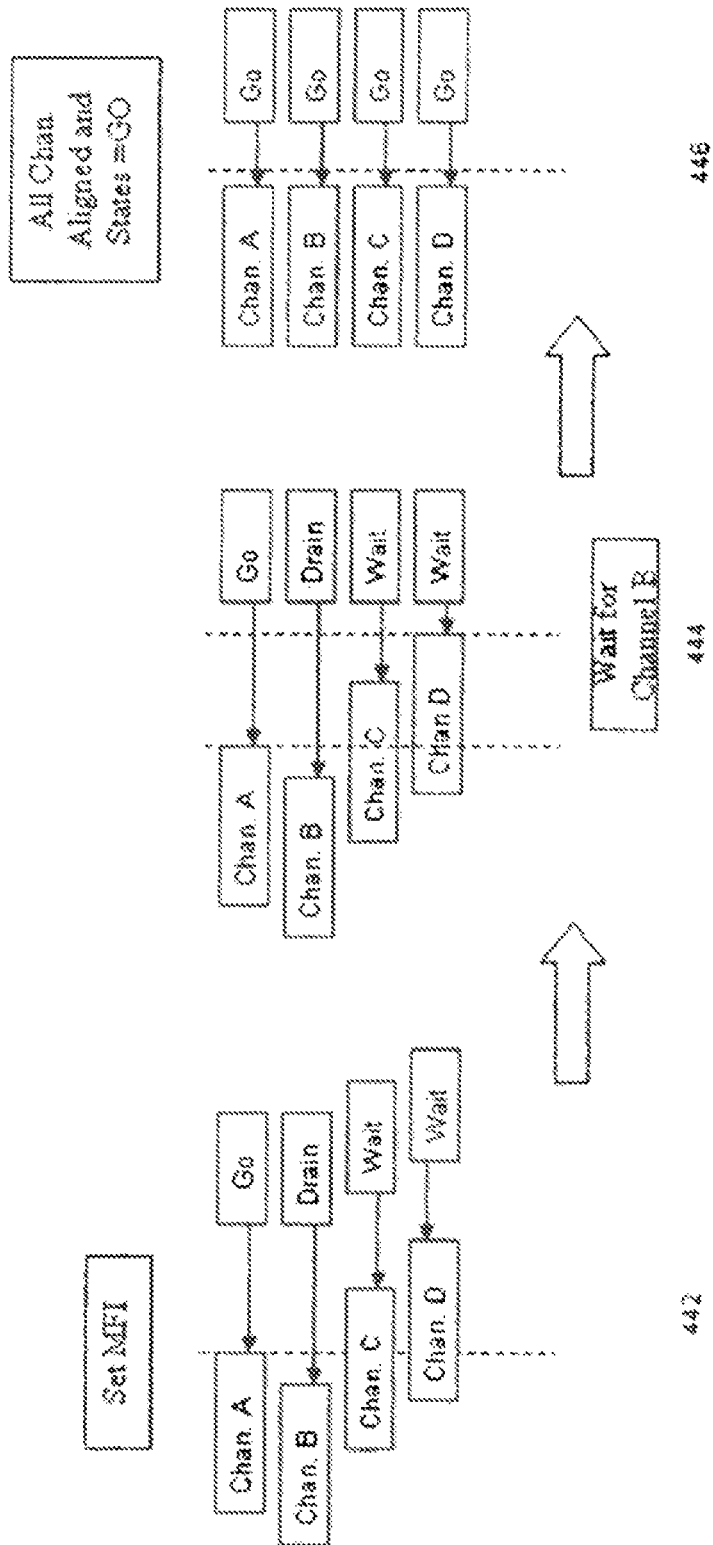 Set MFI
Chan. A
Go
Chan. B
Drain
Chan. C
Wait
Chan. D
Wait
442
Chan. A
Go
Chan. B
Drain
Chan. C
Wait
Chan D
Wait
Wait for
Channel B
444
All Chan
Aligned and
States =GO
Chan. A
Go
Chan. B
Go
Chan. C
Go
Chan. D
Go
446